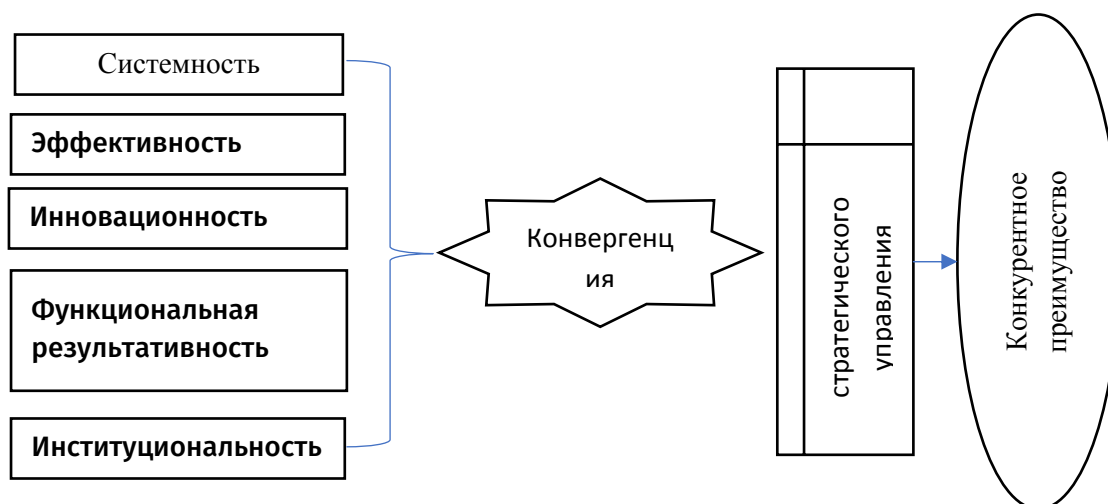 Системность
Эффективность
Инновационность
Функциональная
результативность
Институциональность
Конвергенц
ия
стратегического
управления
Конкурентное
преимущество